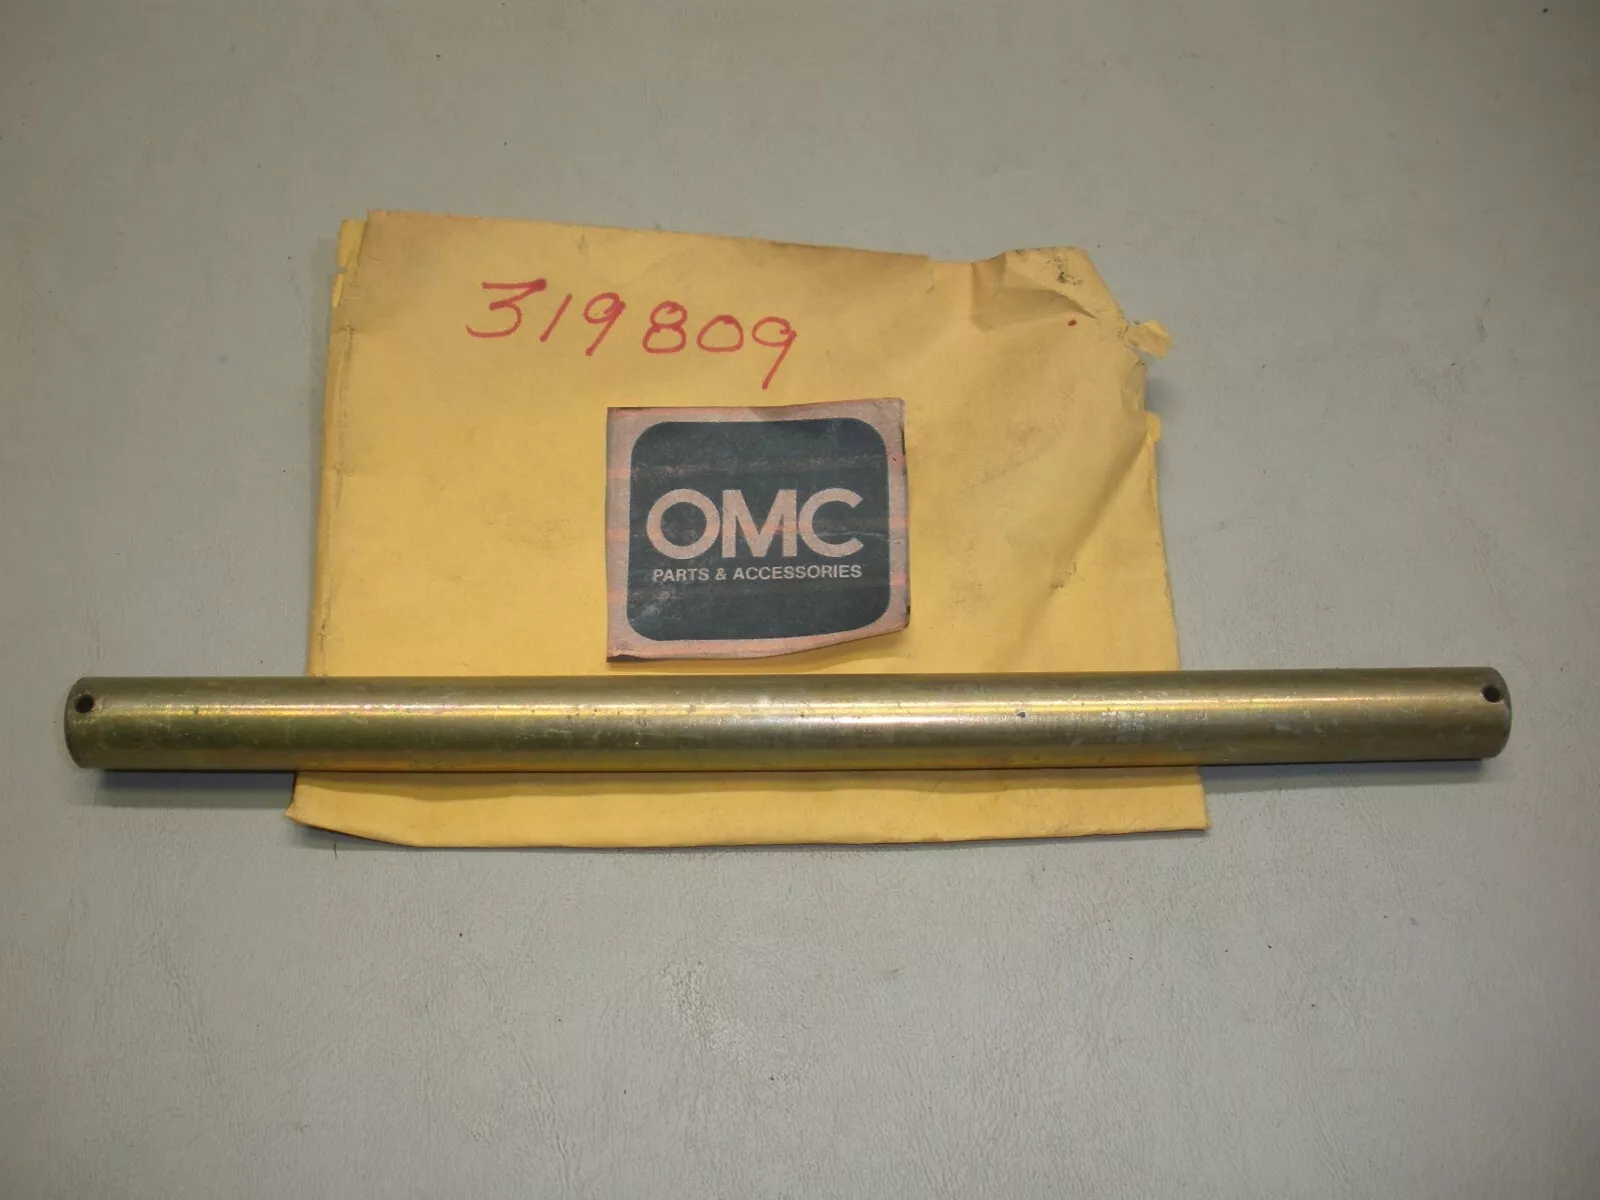 319809
OMC
PARTS & ACCESSORIES